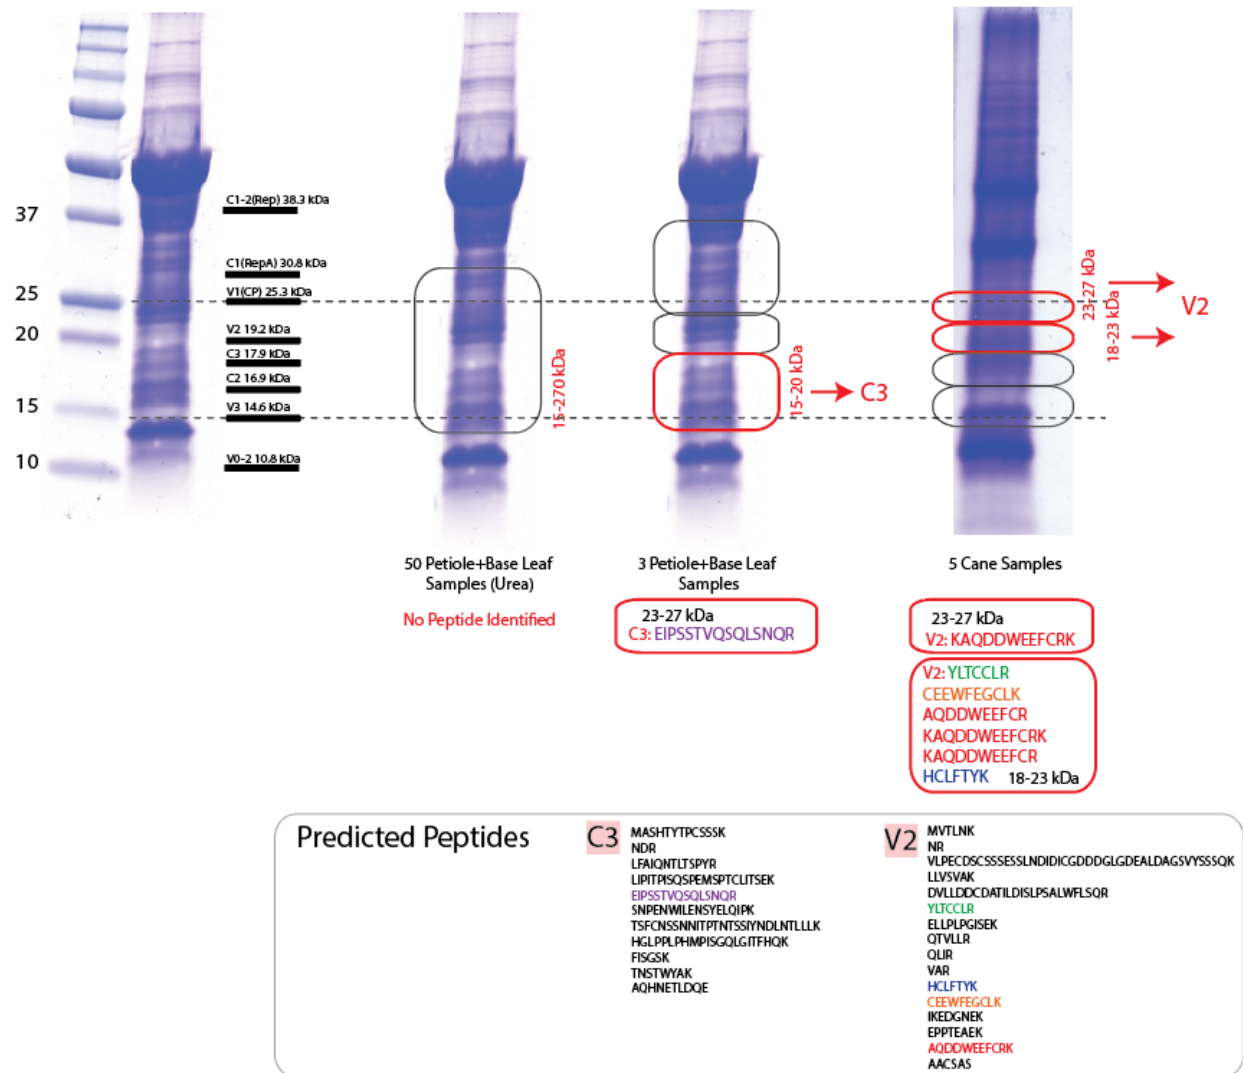 37
25
20
15
10
C1-2(Rep) 38.3 kDa
C1(RepA) 30.8 kDa
V1(CP) 25.3 kDa
V2 19.2 kDa
C3 17.9 kDa
C2 16.9 kDa
V3 14.6 kDa
V0-2 10.8 kDa
15-270 kDa
15-20 kDa
C3
23-27 kDa
18-23 kDa
V2
50 Petiole+Base Leaf
Samples (Urea)
No Peptide Identified
3 Petiole+Base Leaf
Samples
23-27 kDa
C3: EIPSSTVQSQLSNQR
5 Cane Samples
23-27 kDa
V2: KAQDDWEEFCRK
V2: YLTCCLR
CEEWFEGCLK
AQDDWEEFCR
KAQDDWEEFCRK
KAQDDWEEFCR
HCLFTYK 18-23 kDa
Predicted Peptides
C3
MASHTYTPCSSSK
NDR
LFAIQNTLTSPYR
LIPITPISQSPEMSPTCLITSEK
EIPSSTVQSQLSNQR
SNPENWILENSYELQIPK
TSFCNSSNNITPTNTSSIYNDLNTLLLK
HGLPPLPHMPISGQLGITFHQK
FISGSK
TNSTWYAK
AQHNETLDQE
V2
MVTLNK
NR
VLPECDSCSSSESSLNDIDICGDDDGLGDEALDAGSVYSSSQK
LLVSVAK
DVLLDDCDATILDISLPSALWFLSQR
YLTCCLR
ELLPLPGISEK
QTVLLR
QLIR
VAR
HCLFTYK
CEEWFEGCLK
IKEDGNEK
EPPTEAEK
AQDDWEEFCRK
AACSAS